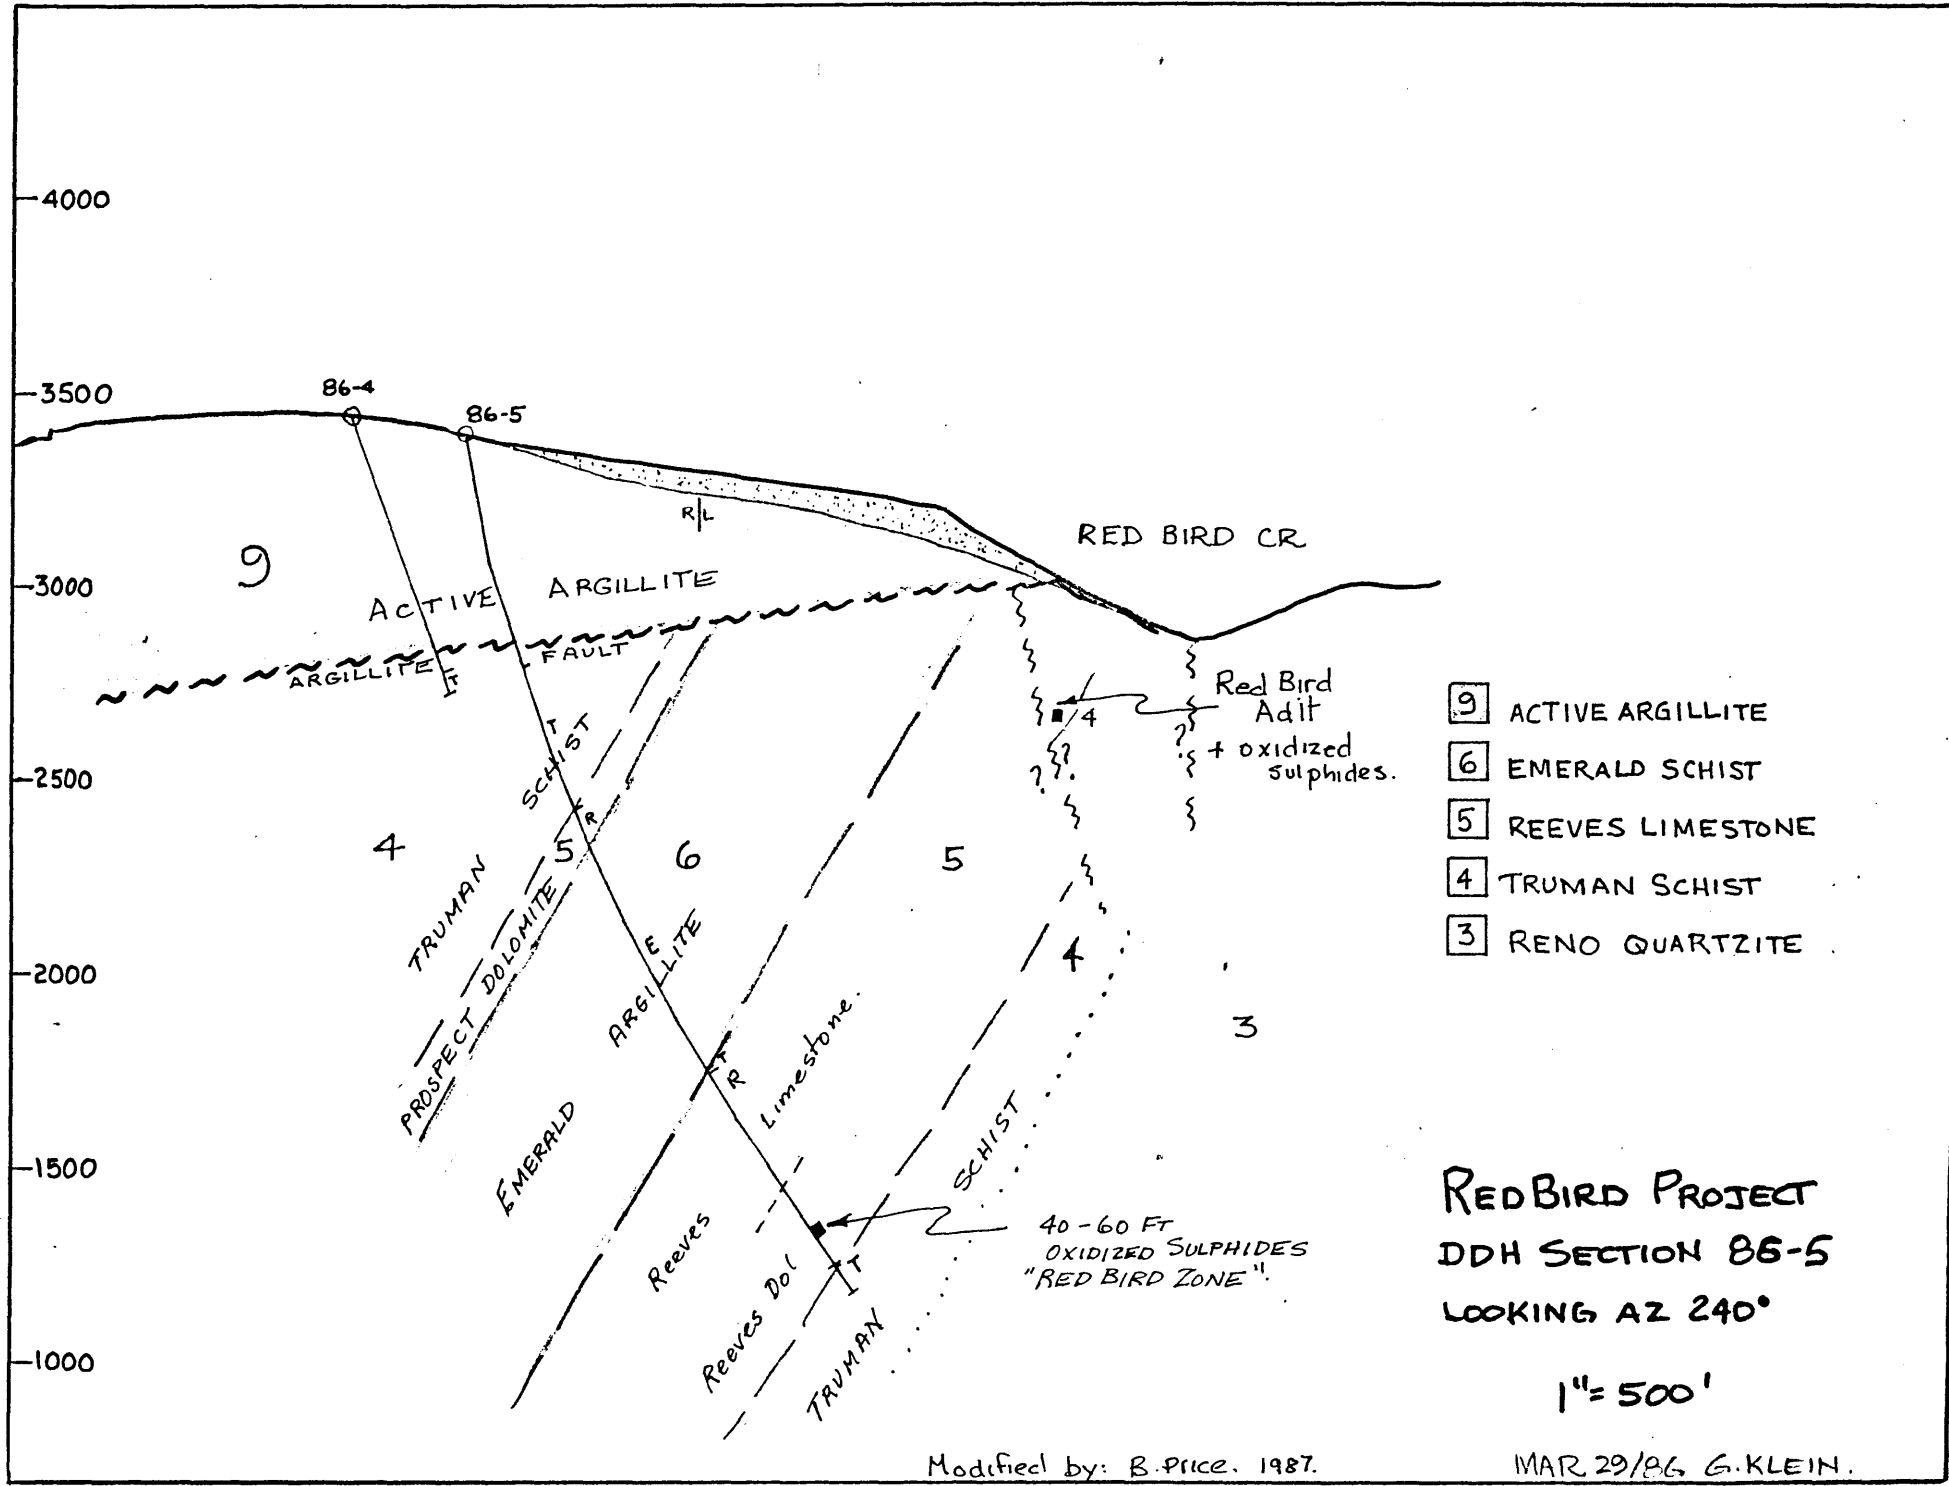 4000
3500
3000
2500
2000
1500
1000
86-4
86-5
R|L
RED BIRD CR
9
ACTIVE ARGILLITE
ARGILLITE FAULT
T
T
SCHIST
TRUMAN
4
R
5
PROSPECT DOLOMITE
6
E
EMERALD ARGILLITE
T
R
5
Reeves Limestone.
Reeves Dol
T
TRUMAN SCHIST
4
4
3
? ?
?
Red Bird
Adit
+ oxidized
sulphides.
40-60 FT
OXIDIZED SULPHIDES
"RED BIRD ZONE".
9 ACTIVE ARGILLITE
6 EMERALD SCHIST
5 REEVES LIMESTONE
4 TRUMAN SCHIST
3 RENO QUARTZITE
REDBIRD PROJECT
DDH SECTION 86-5
LOOKING AZ 240°
1"=500'
Modified by: B.Price. 1987.
MAR 29/86 G.KLEIN.